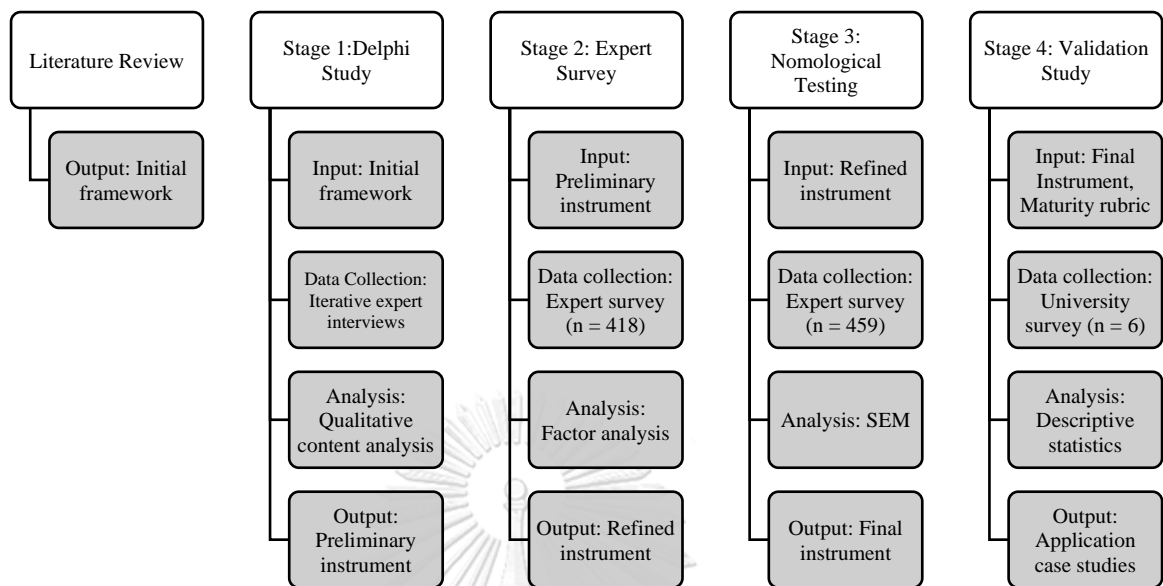 Literature Review
Output: Initial
framework
Stage 1:Delphi
Study
Input: Initial
framework
Data Collection:
Iterative expert
interviews
Analysis:
Qualitative
content analysis
Output:
Preliminary
instrument
Stage 2: Expert
Survey
Input:
Preliminary
instrument
Data collection:
Expert survey
(n = 418)
Analysis:
Factor analysis
Output: Refined
instrument
Stage 3:
Nomological
Testing
Input: Refined
instrument
Data collection:
Expert survey
(n = 459)
Analysis: SEM
Output: Final
instrument
Stage 4: Validation
Study
Input: Final
Instrument,
Maturity rubric
Data collection:
University
survey (n = 6)
Analysis:
Descriptive
statistics
Output:
Application
case studies